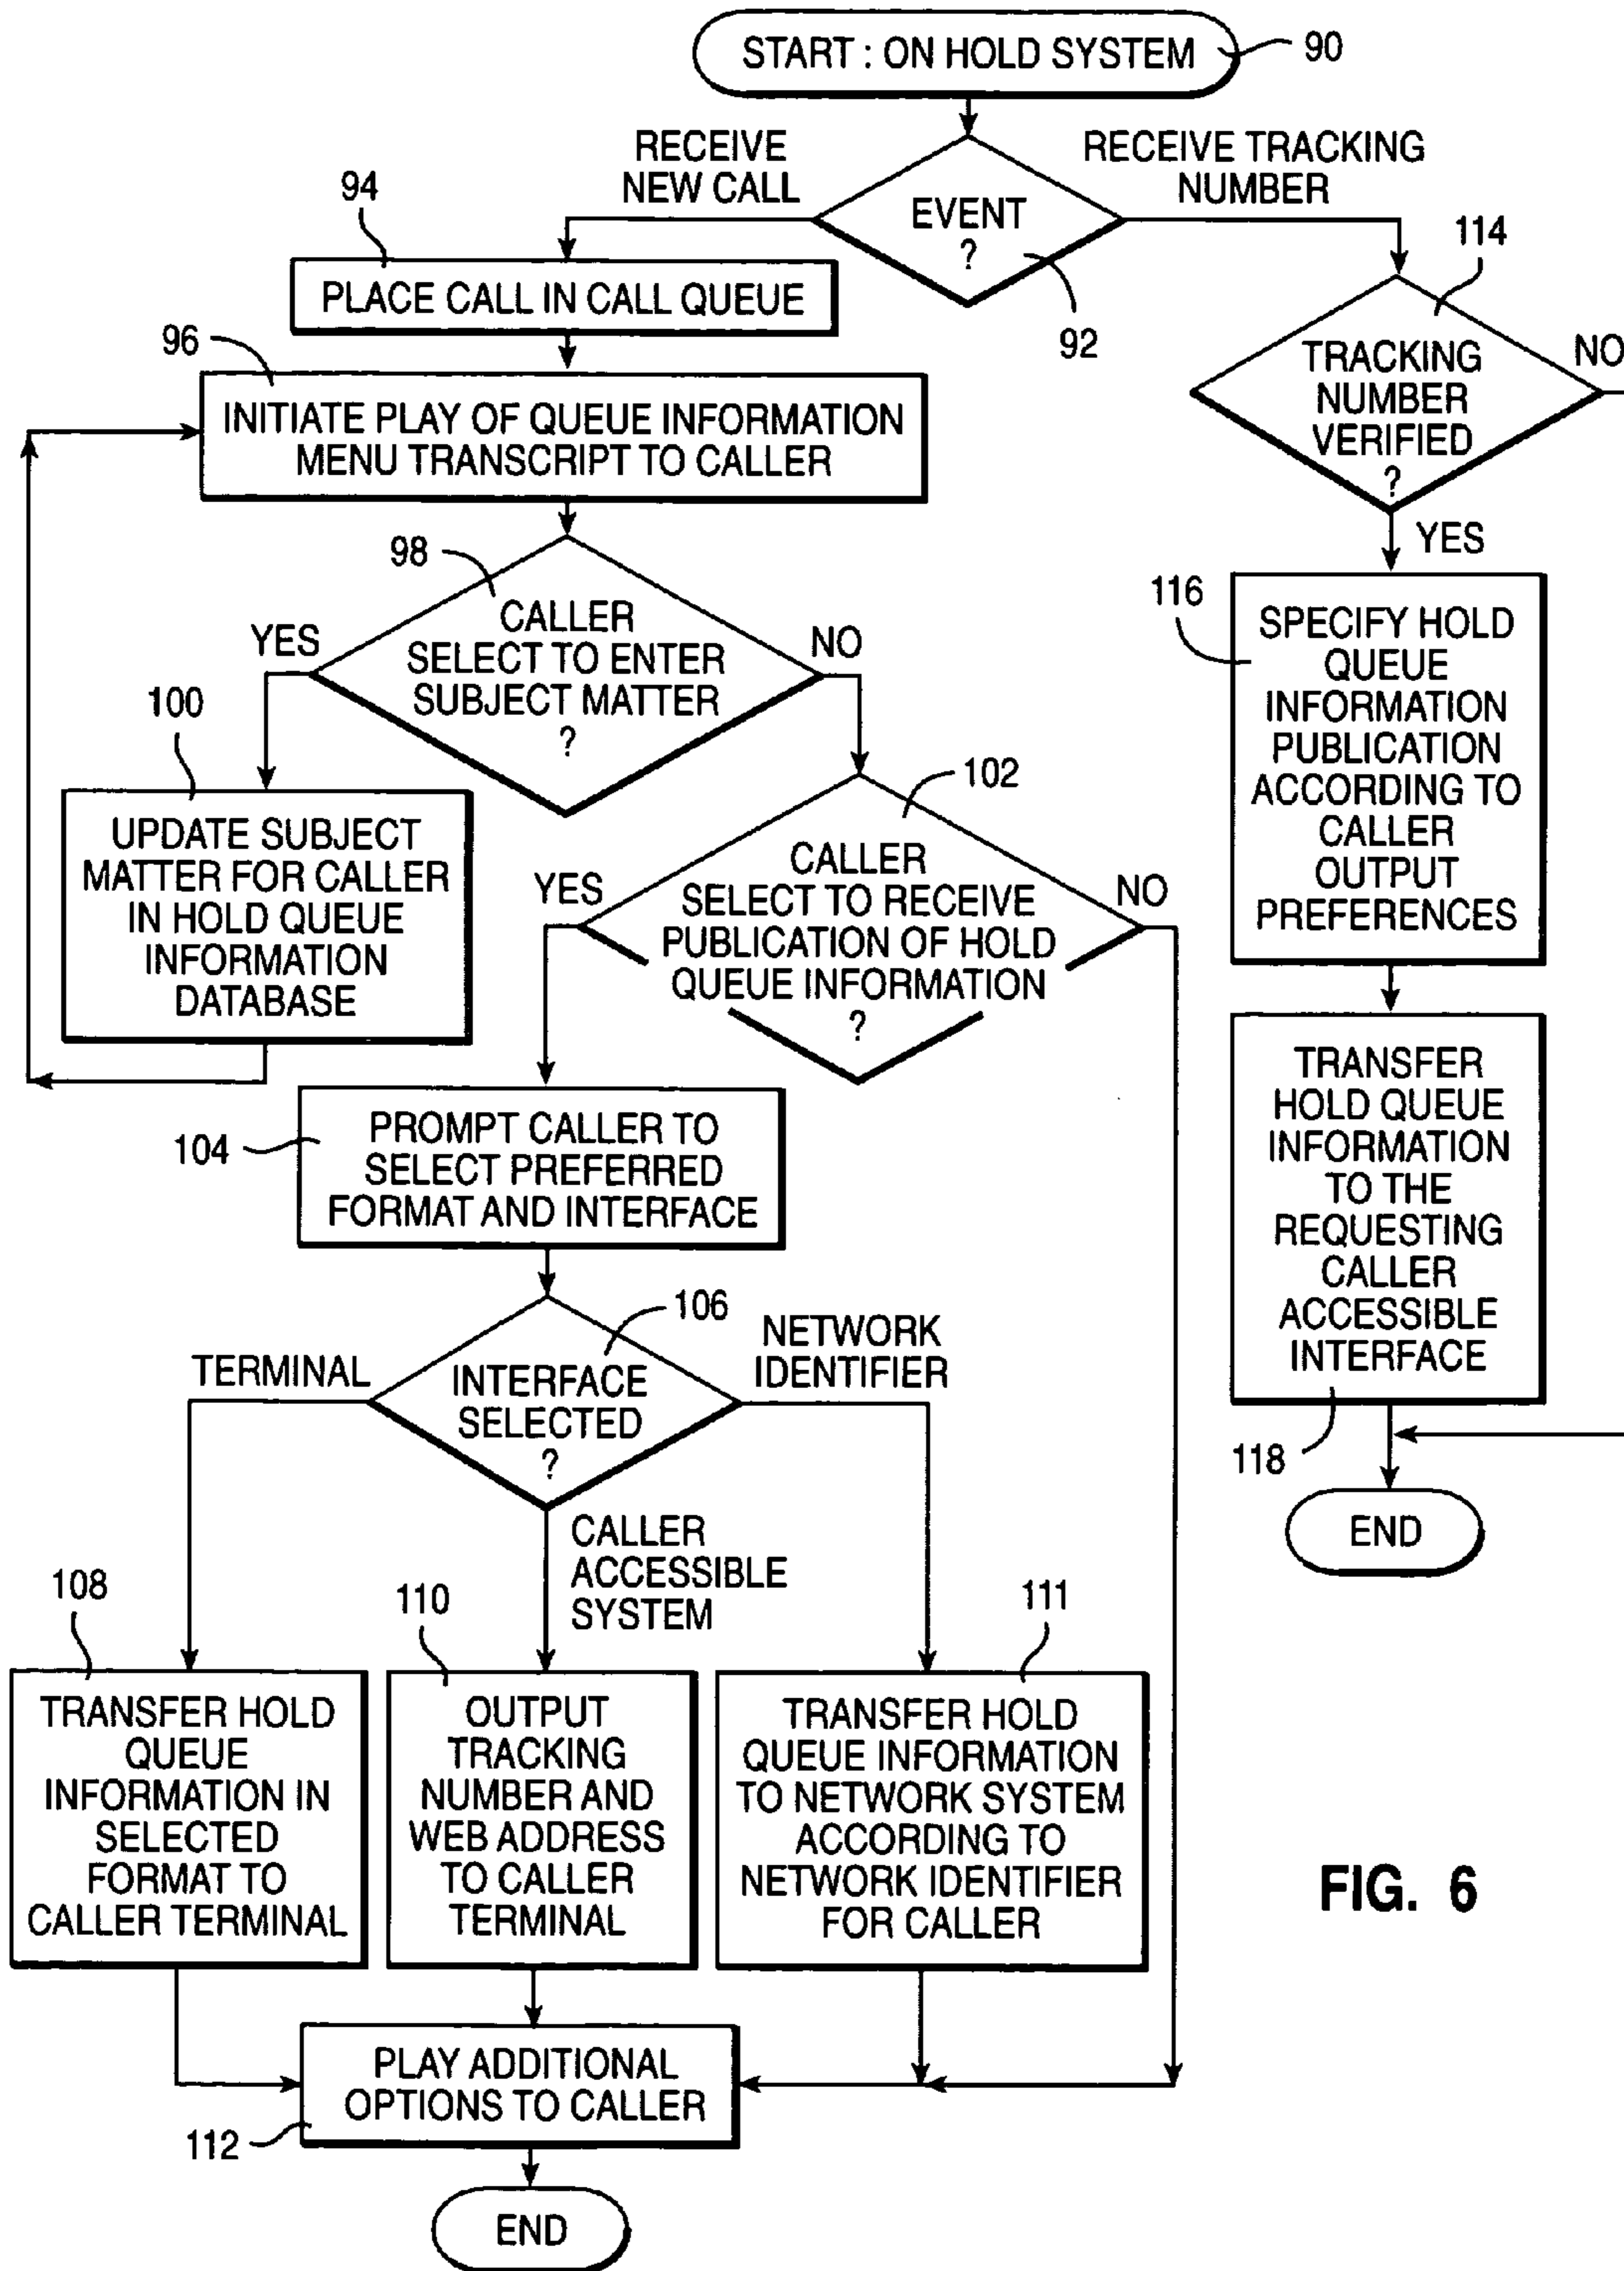 START : ON HOLD SYSTEM
90
RECEIVE
NEW CALL
RECEIVE TRACKING
NUMBER
EVENT
?
92
94
PLACE CALL IN CALL QUEUE
114
TRACKING
NUMBER
VERIFIED
?
NO
YES
96
INITIATE PLAY OF QUEUE INFORMATION
MENU TRANSCRIPT TO CALLER
98
CALLER
SELECT TO ENTER
SUBJECT MATTER
?
YES
NO
100
UPDATE SUBJECT
MATTER FOR CALLER
IN HOLD QUEUE
INFORMATION
DATABASE
102
CALLER
SELECT TO RECEIVE
PUBLICATION OF HOLD
QUEUE INFORMATION
?
YES
NO
116
SPECIFY HOLD
QUEUE
INFORMATION
PUBLICATION
ACCORDING TO
CALLER
OUTPUT
PREFERENCES
104
PROMPT CALLER TO
SELECT PREFERRED
FORMAT AND INTERFACE
TRANSFER
HOLD QUEUE
INFORMATION
TO THE
REQUESTING
CALLER
ACCESSIBLE
INTERFACE
118
END
106
INTERFACE
SELECTED
?
TERMINAL
NETWORK
IDENTIFIER
CALLER
ACCESSIBLE
SYSTEM
108
TRANSFER HOLD
QUEUE
INFORMATION IN
SELECTED
FORMAT TO
CALLER TERMINAL
110
OUTPUT
TRACKING
NUMBER AND
WEB ADDRESS
TO CALLER
TERMINAL
111
TRANSFER HOLD
QUEUE INFORMATION
TO NETWORK SYSTEM
ACCORDING TO
NETWORK IDENTIFIER
FOR CALLER
FIG. 6
PLAY ADDITIONAL
OPTIONS TO CALLER
112
END